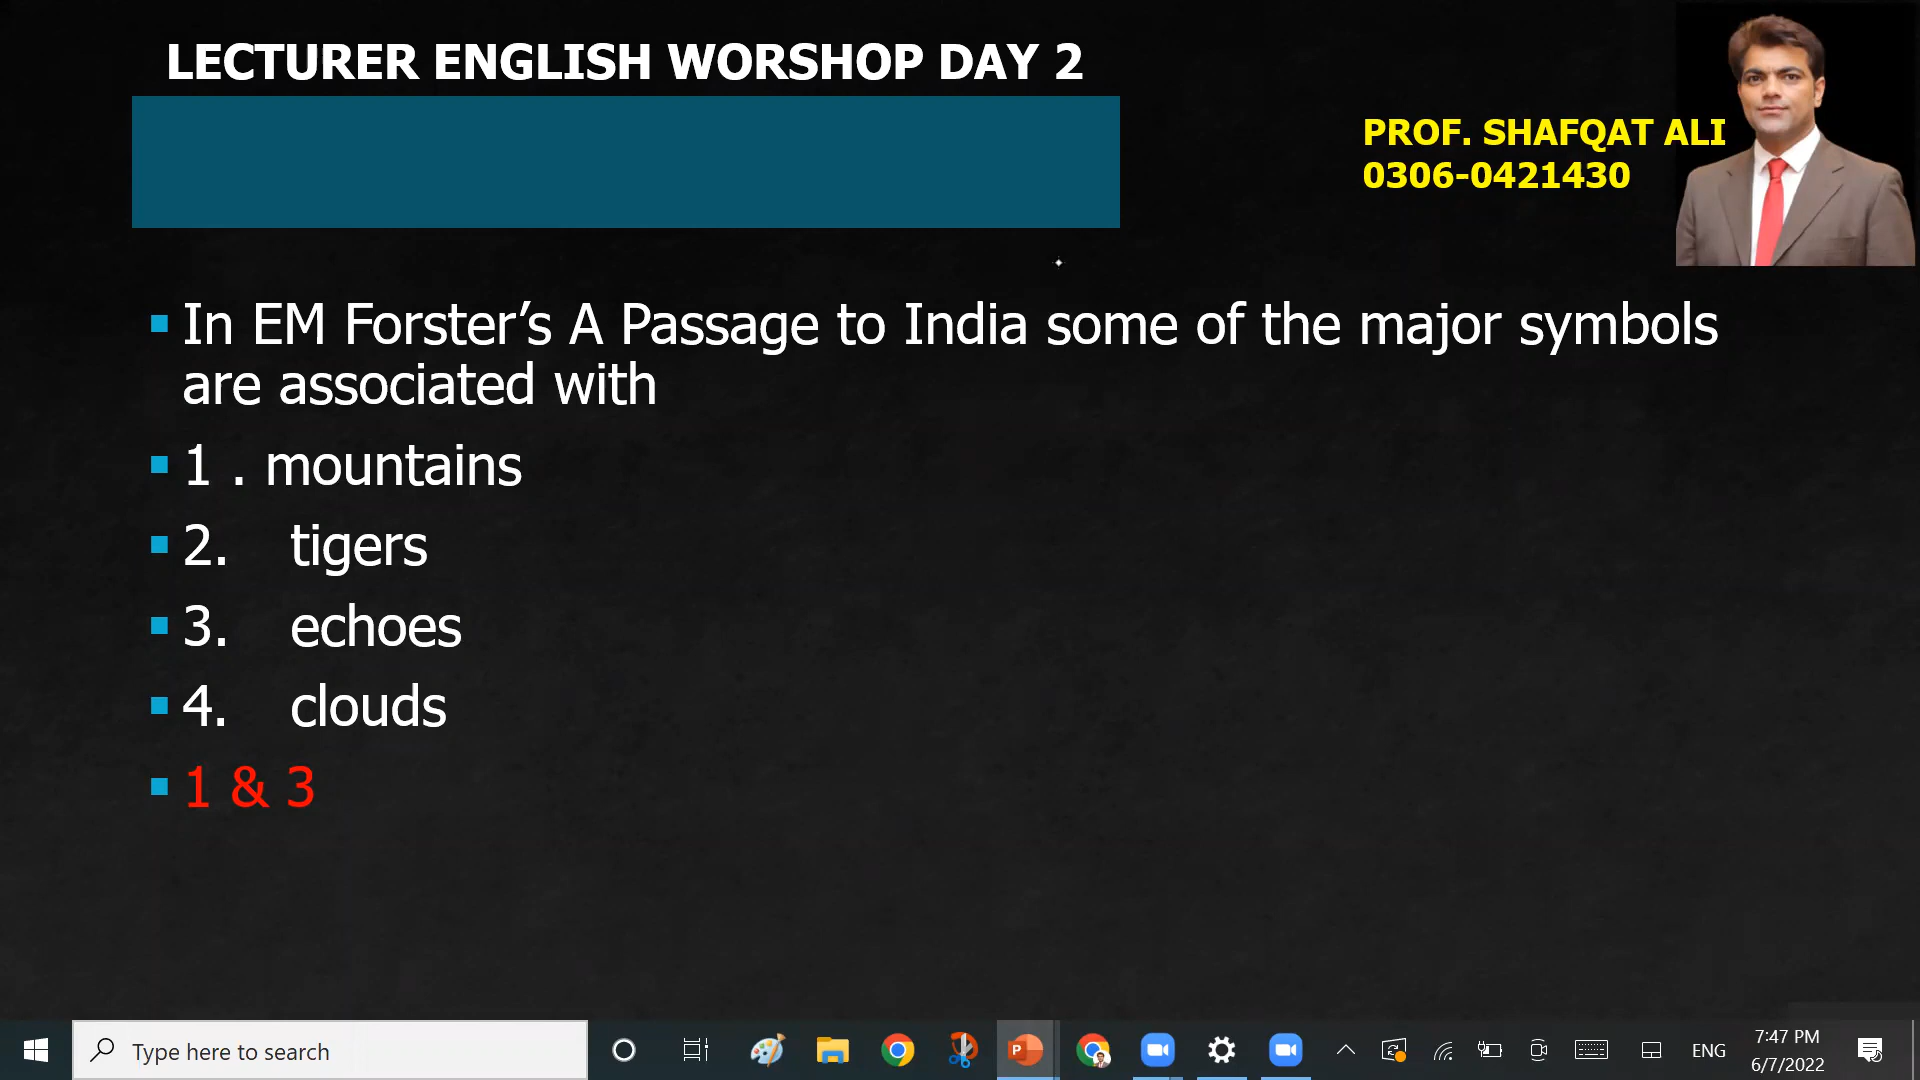 LECTURER ENGLISH WORSHOP DAY 2
PROF. SHAFQAT ALI
0306-0421430
In EM Forster’s A Passage to India some of the major symbols
are associated with
1 . mountains
2. tigers
3. echoes
4. clouds
1 & 3
Type here to search
P
ENG
7:47 PM
6/7/2022